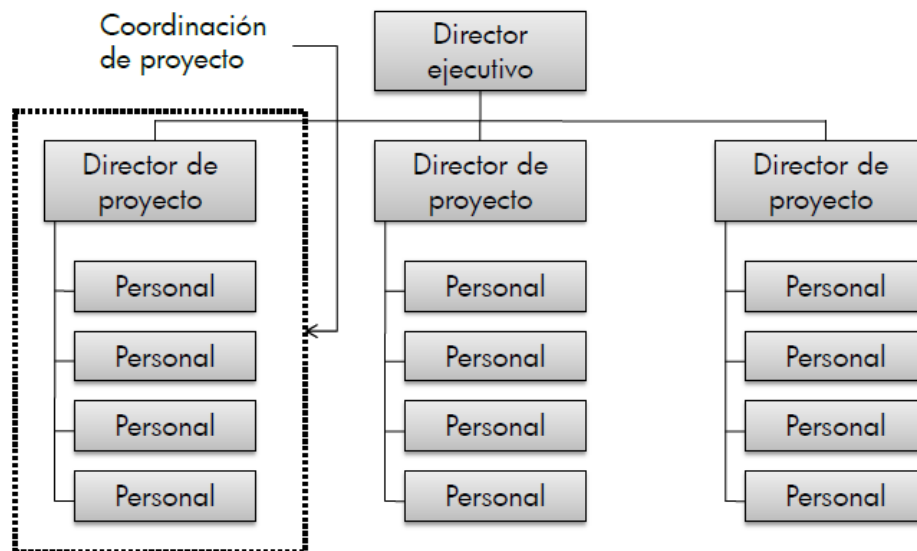 Coordinación
de proyecto
Director
ejecutivo
Director de
proyecto
Director de
proyecto
Director de
proyecto
Personal
Personal
Personal
Personal
Personal
Personal
Personal
Personal
Personal
Personal
Personal
Personal